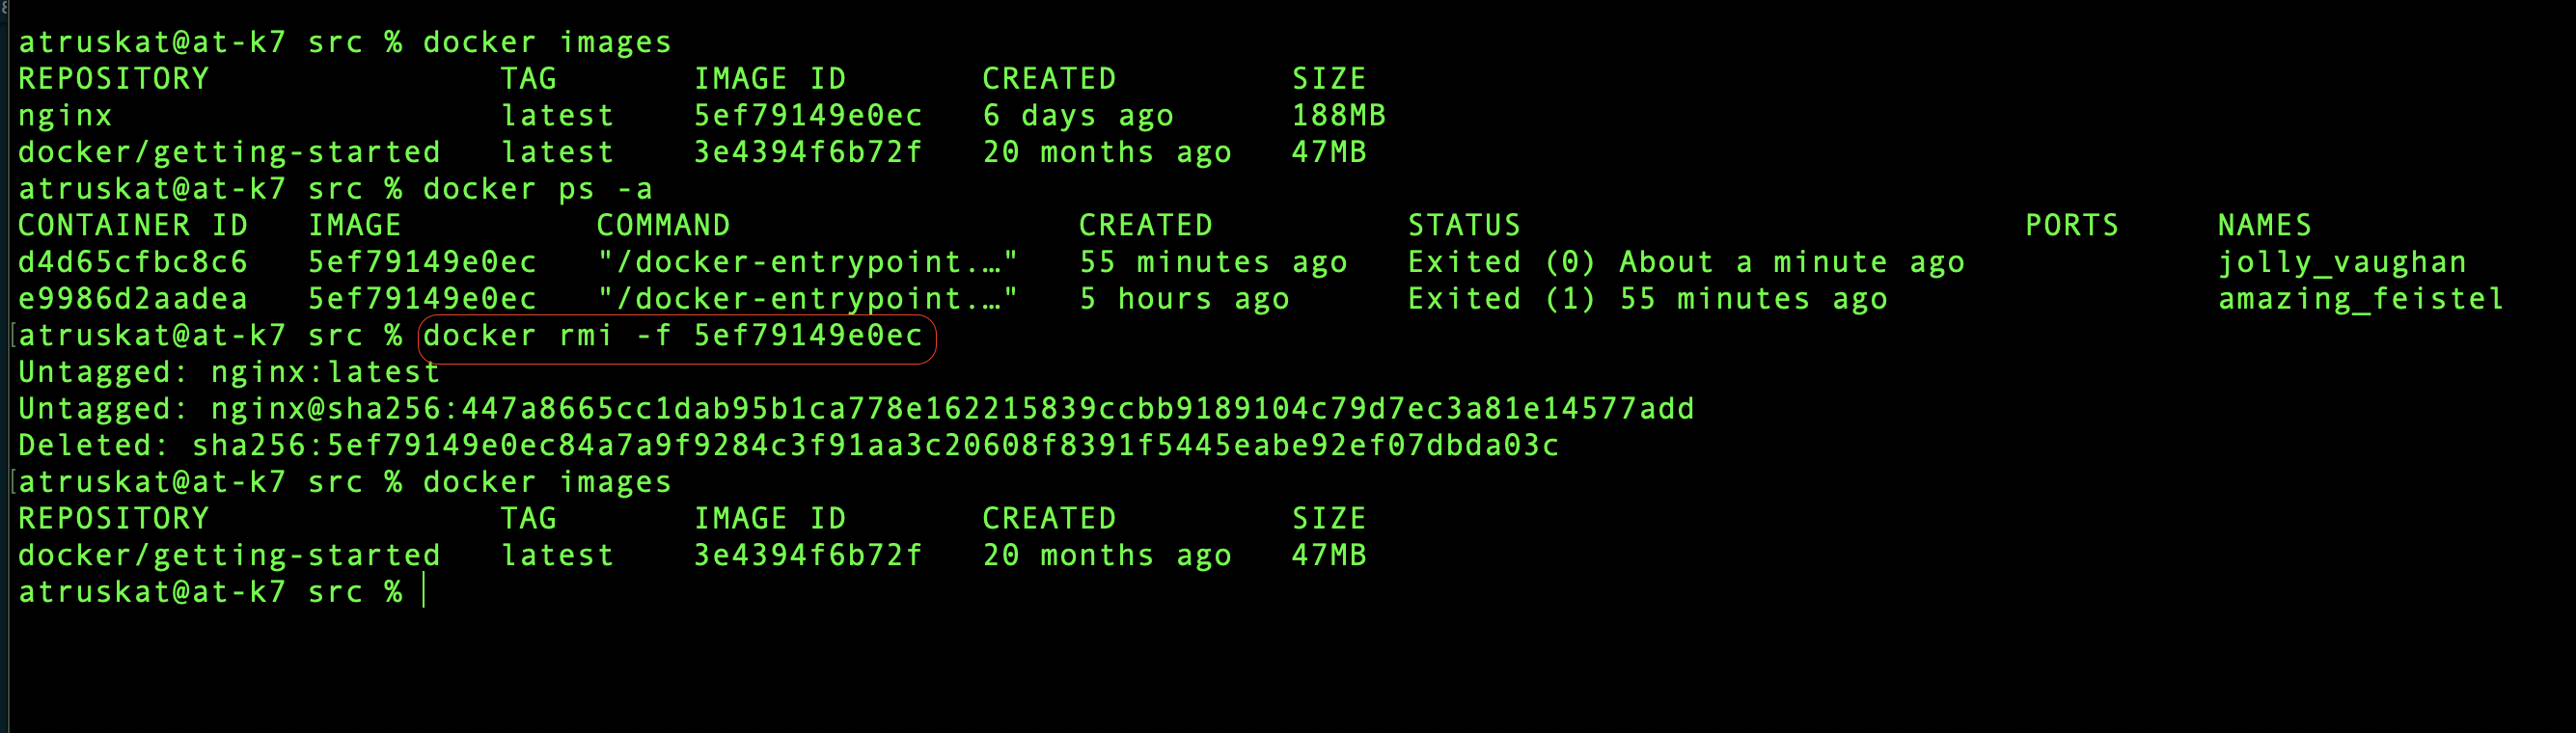 atruskat@at-k7 src % docker images
REPOSITORY TAG IMAGE ID CREATED SIZE
nginx latest 5ef79149e0ec 6 days ago 188MB
docker/getting-started latest 3e4394f6b72f 20 months ago 47MB
atruskat@at-k7 src % docker ps -a
CONTAINER ID IMAGE COMMAND CREATED STATUS PORTS NAMES
d4d65cfbc8c6 5ef79149e0ec "/docker-entrypoint.…" 55 minutes ago Exited (0) About a minute ago jolly_vaughan
e9986d2aadea 5ef79149e0ec "/docker-entrypoint.…" 5 hours ago Exited (1) 55 minutes ago amazing_feistel
[atruskat@at-k7 src % docker rmi -f 5ef79149e0ec
Untagged: nginx:latest
Untagged: nginx@sha256:447a8665cc1dab95b1ca778e162215839ccbb9189104c79d7ec3a81e14577add
Deleted: sha256:5ef79149e0ec84a7a9f9284c3f91aa3c20608f8391f5445eabe92ef07dbda03c
[atruskat@at-k7 src % docker images
REPOSITORY TAG IMAGE ID CREATED SIZE
docker/getting-started latest 3e4394f6b72f 20 months ago 47MB
atruskat@at-k7 src %